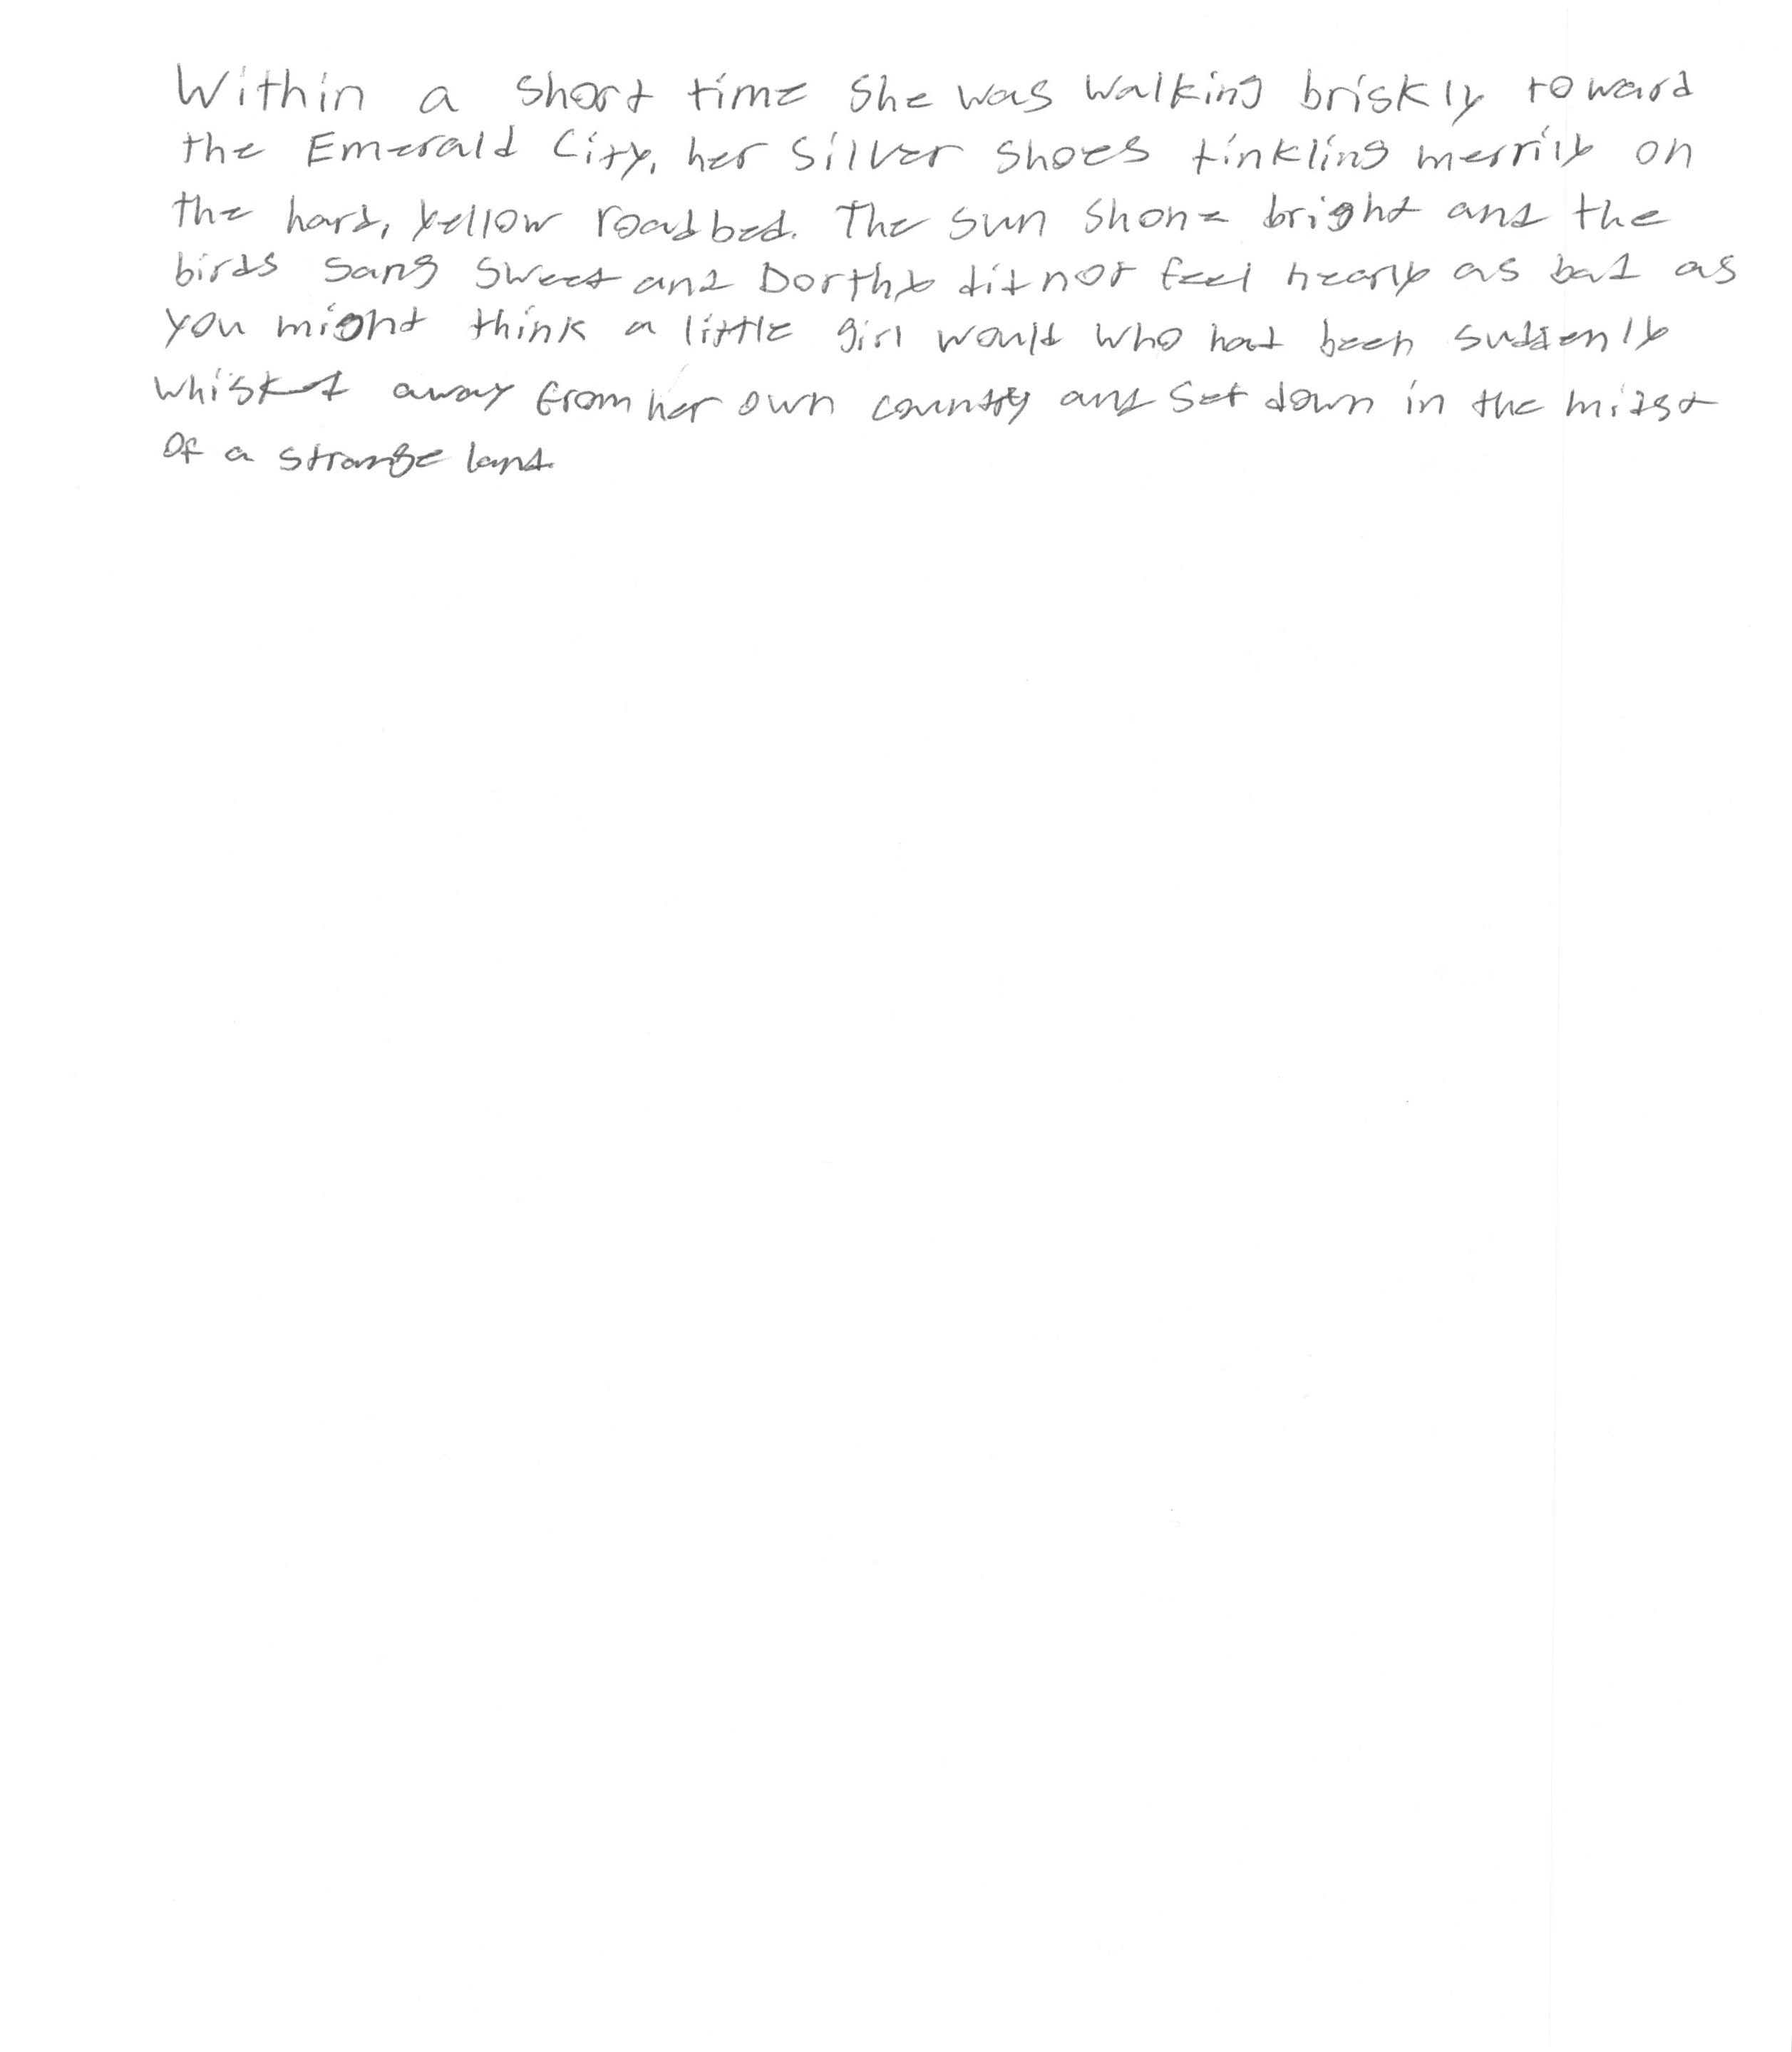 Within a short time she was walking briskly toward
the Emerald City, her Silver Shoes tinkling merrily on
the hard, yellow roadbed. The sun shone bright and the
birds sang sweet and Dorthy did not feel nearly as bad as
you might think a little girl would who had been suddenly
whisked away from her own country and set down in the midst
of a strange land.